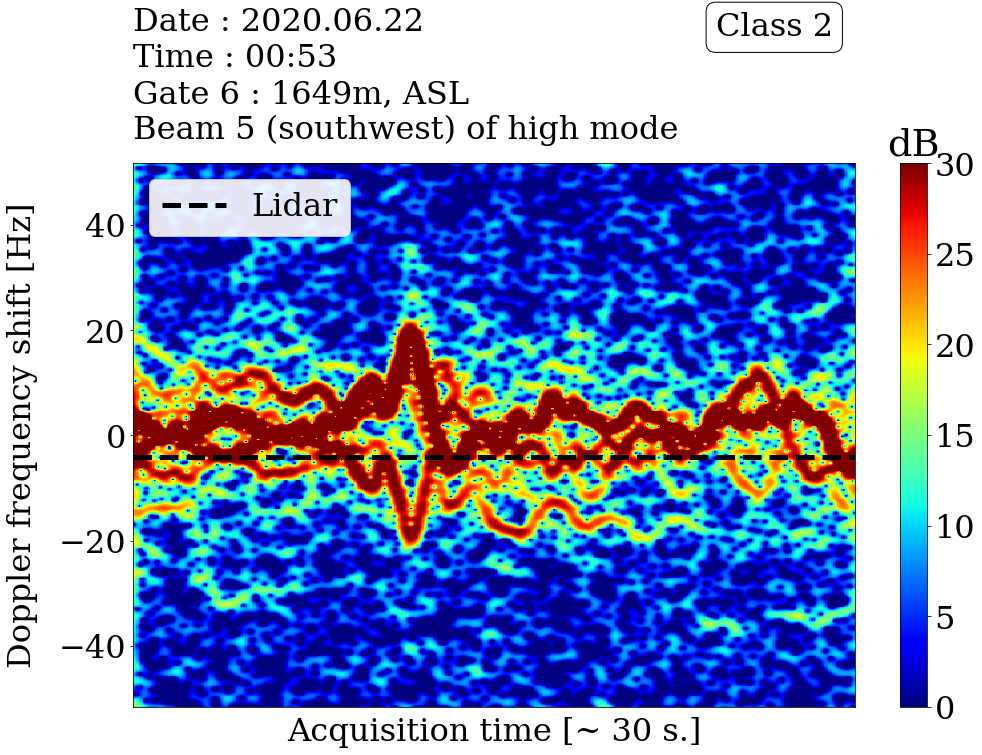 Date : 2020.06.22
Time : 00:53
Gate 6 : 1649m, ASL
Beam 5 (southwest) of high mode
Class 2
dB
30
25
20
15
10
5
0
Lidar
40
20
0
−20
−40
Doppler frequency shift [Hz]
Acquisition time [~ 30 s.]